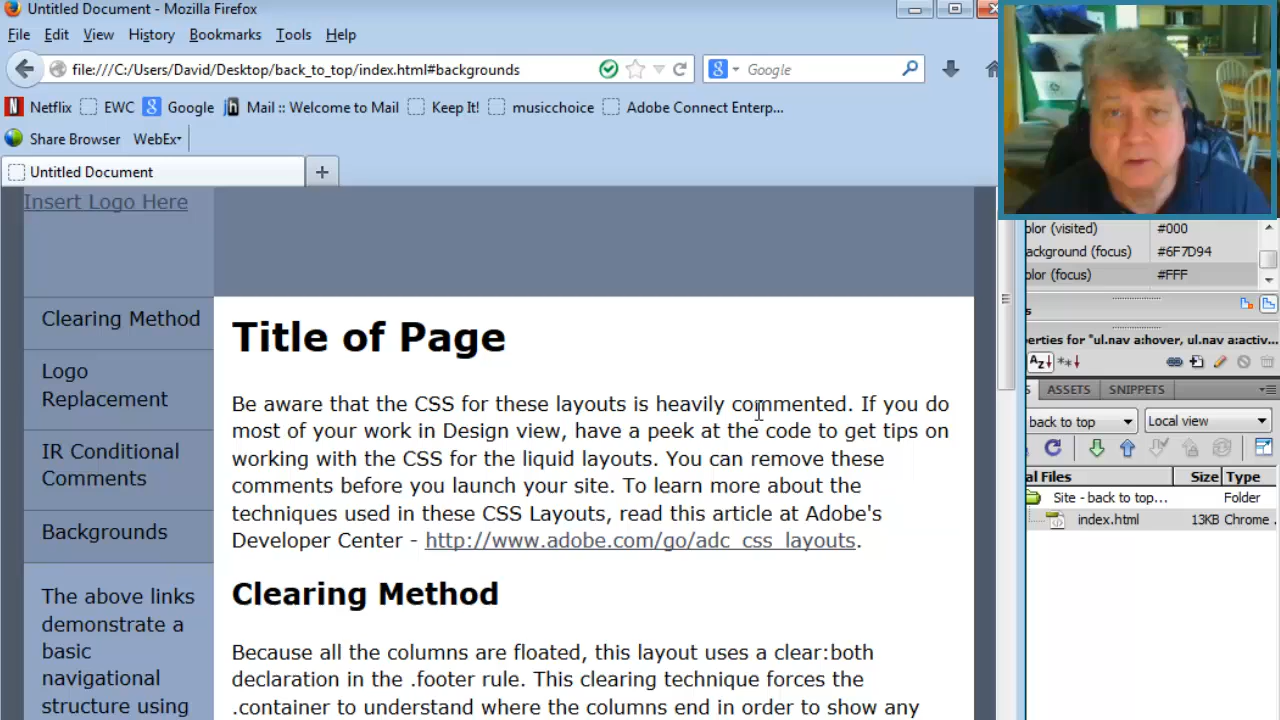 Untitled Document - Mozilla Firefox
File Edit View History Bookmarks Tools Help
file:///C:/Users/David/Desktop/back_to_top/index.html#backgrounds
Google
Netflix EWC Google Mail :: Welcome to Mail Keep It! musicchoice Adobe Connect Enterp...
Share Browser WebEx
Untitled Document
Insert Logo Here
Clearing Method
Logo
Replacement
IR Conditional
Comments
Backgrounds
The above links
demonstrate a
basic
navigational
structure using
Title of Page
Be aware that the CSS for these layouts is heavily commented. If you do
most of your work in Design view, have a peek at the code to get tips on
working with the CSS for the liquid layouts. You can remove these
comments before you launch your site. To learn more about the
techniques used in these CSS Layouts, read this article at Adobe's
Developer Center - http://www.adobe.com/go/adc_css_layouts.
Clearing Method
Because all the columns are floated, this layout uses a clear:both
declaration in the .footer rule. This clearing technique forces the
.container to understand where the columns end in order to show any
olor (visited) #000
ackground (focus) #6F7D94
olor (focus) #FFF
s
erties for "ul.nav a:hover, ul.nav a:activ...
S ASSETS SNIPPETS
back to top Local view
al Files Size Type
Site - back to top... Folder
index.html 13KB Chrome